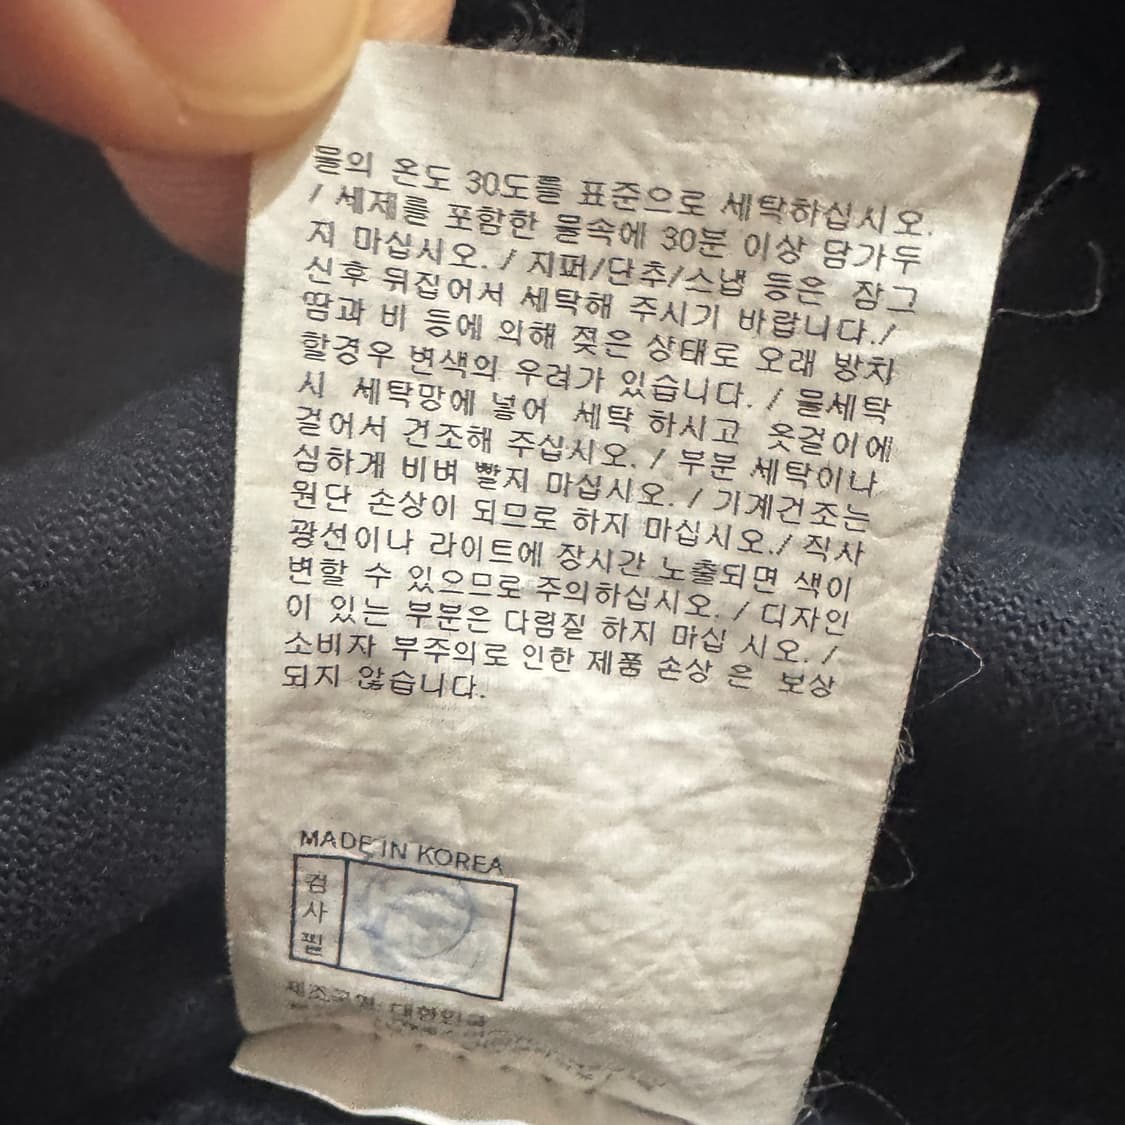 물의 온도 30도를 표준으로 세탁하십시오.
/ 세제를 포함한 물속에 30분 이상 담가두
지 마십시오. / 지퍼/단추/스냅 등은 잠그
신후 뒤집어서 세탁해 주시기 바랍니다./
땀과 비 등에 의해 젖은 상태로 오래 방치
할경우 변색의 우려가 있습니다. / 물세탁
시 세탁망에 넣어 세탁 하시고 옷걸이에
걸어서 건조해 주십시오. / 부분 세탁이나
심하게 비벼 빨지 마십시오. / 기계건조는
원단 손상이 되므로 하지 마십시오./ 직사
광선이나 라이트에 장시간 노출되면 색이
변할 수 있으므로 주의하십시오. / 디자인
이 있는 부분은 다림질 하지 마십 시오. /
소비자 부주의로 인한 제품 손상 은 보상
되지 않습니다.
MADE IN KOREA
검
사
필
대한민국